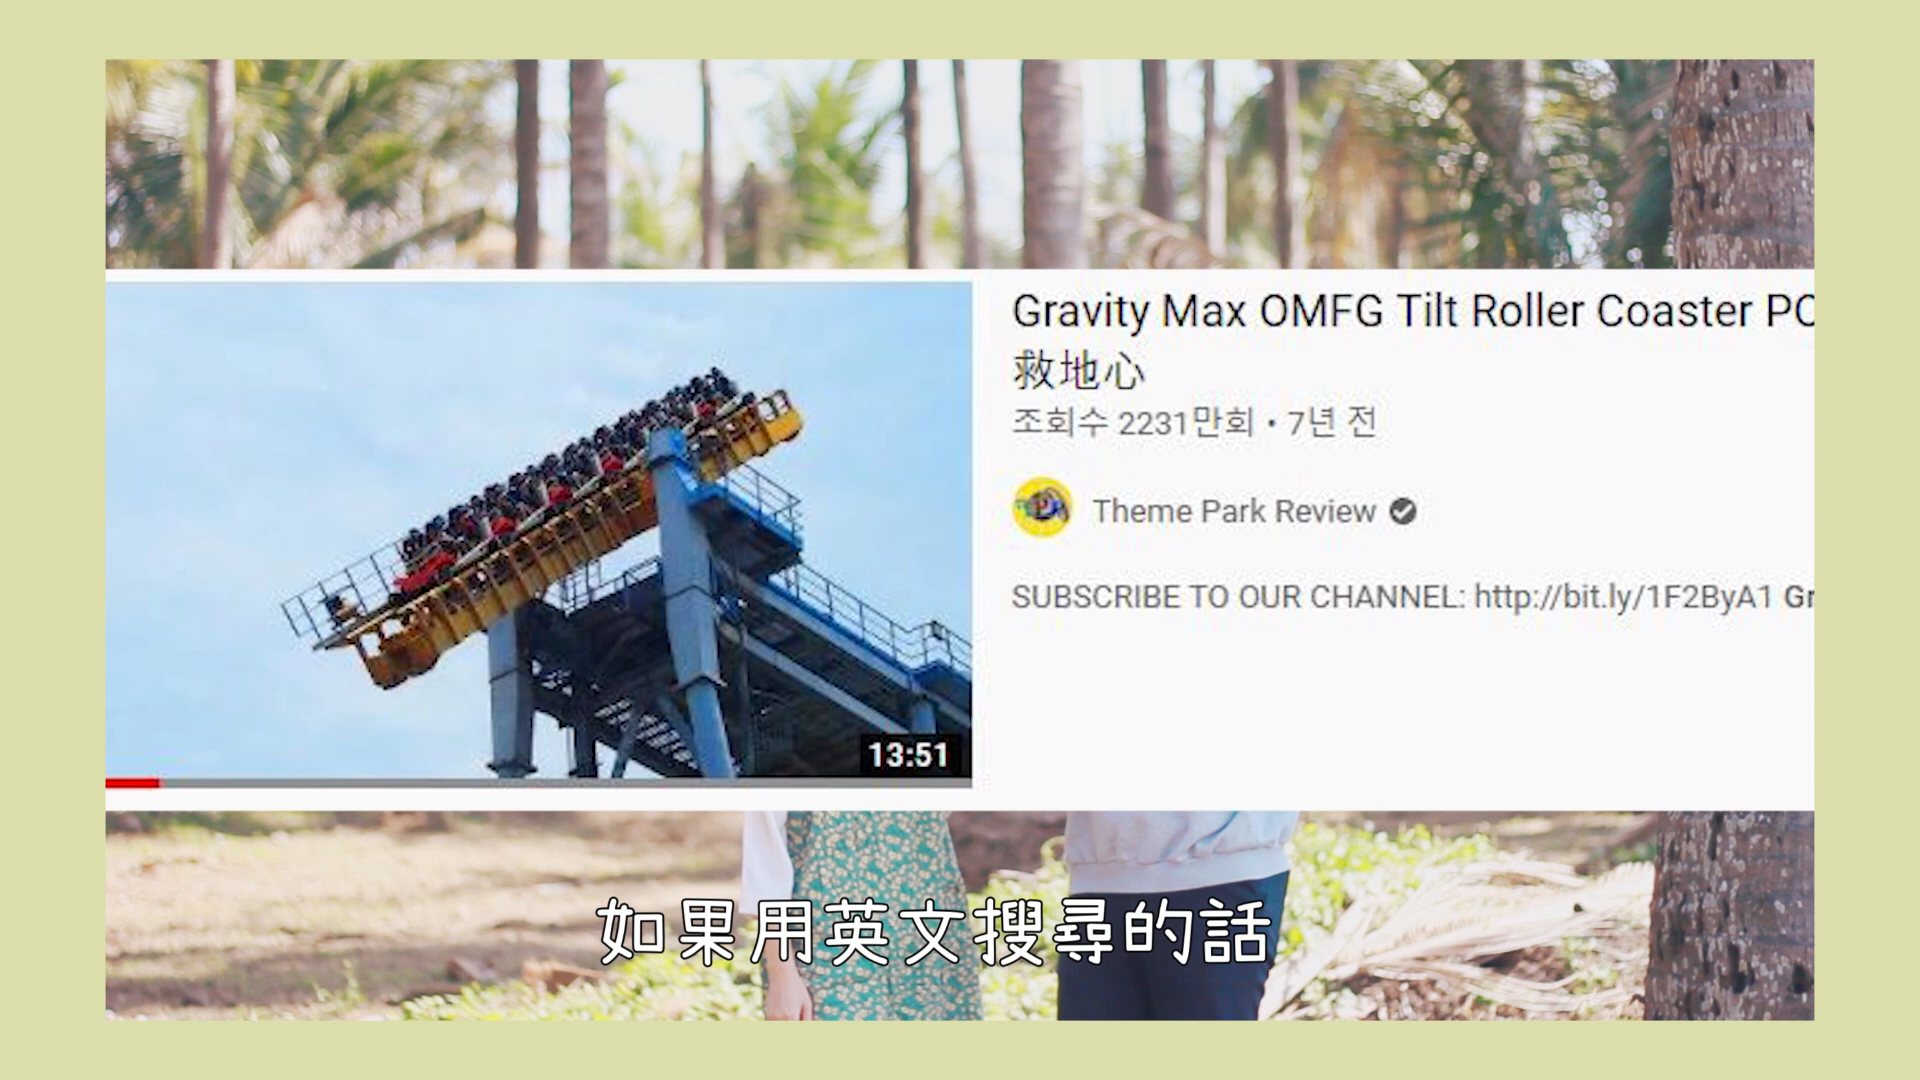 Gravity Max OMFG Tilt Roller Coaster
救地心
조회수 2231만회 • 7년 전
Theme Park Review
SUBSCRIBE TO OUR CHANNEL: http://bit.ly/1F2ByA1
13:51
如果用英文搜尋的話